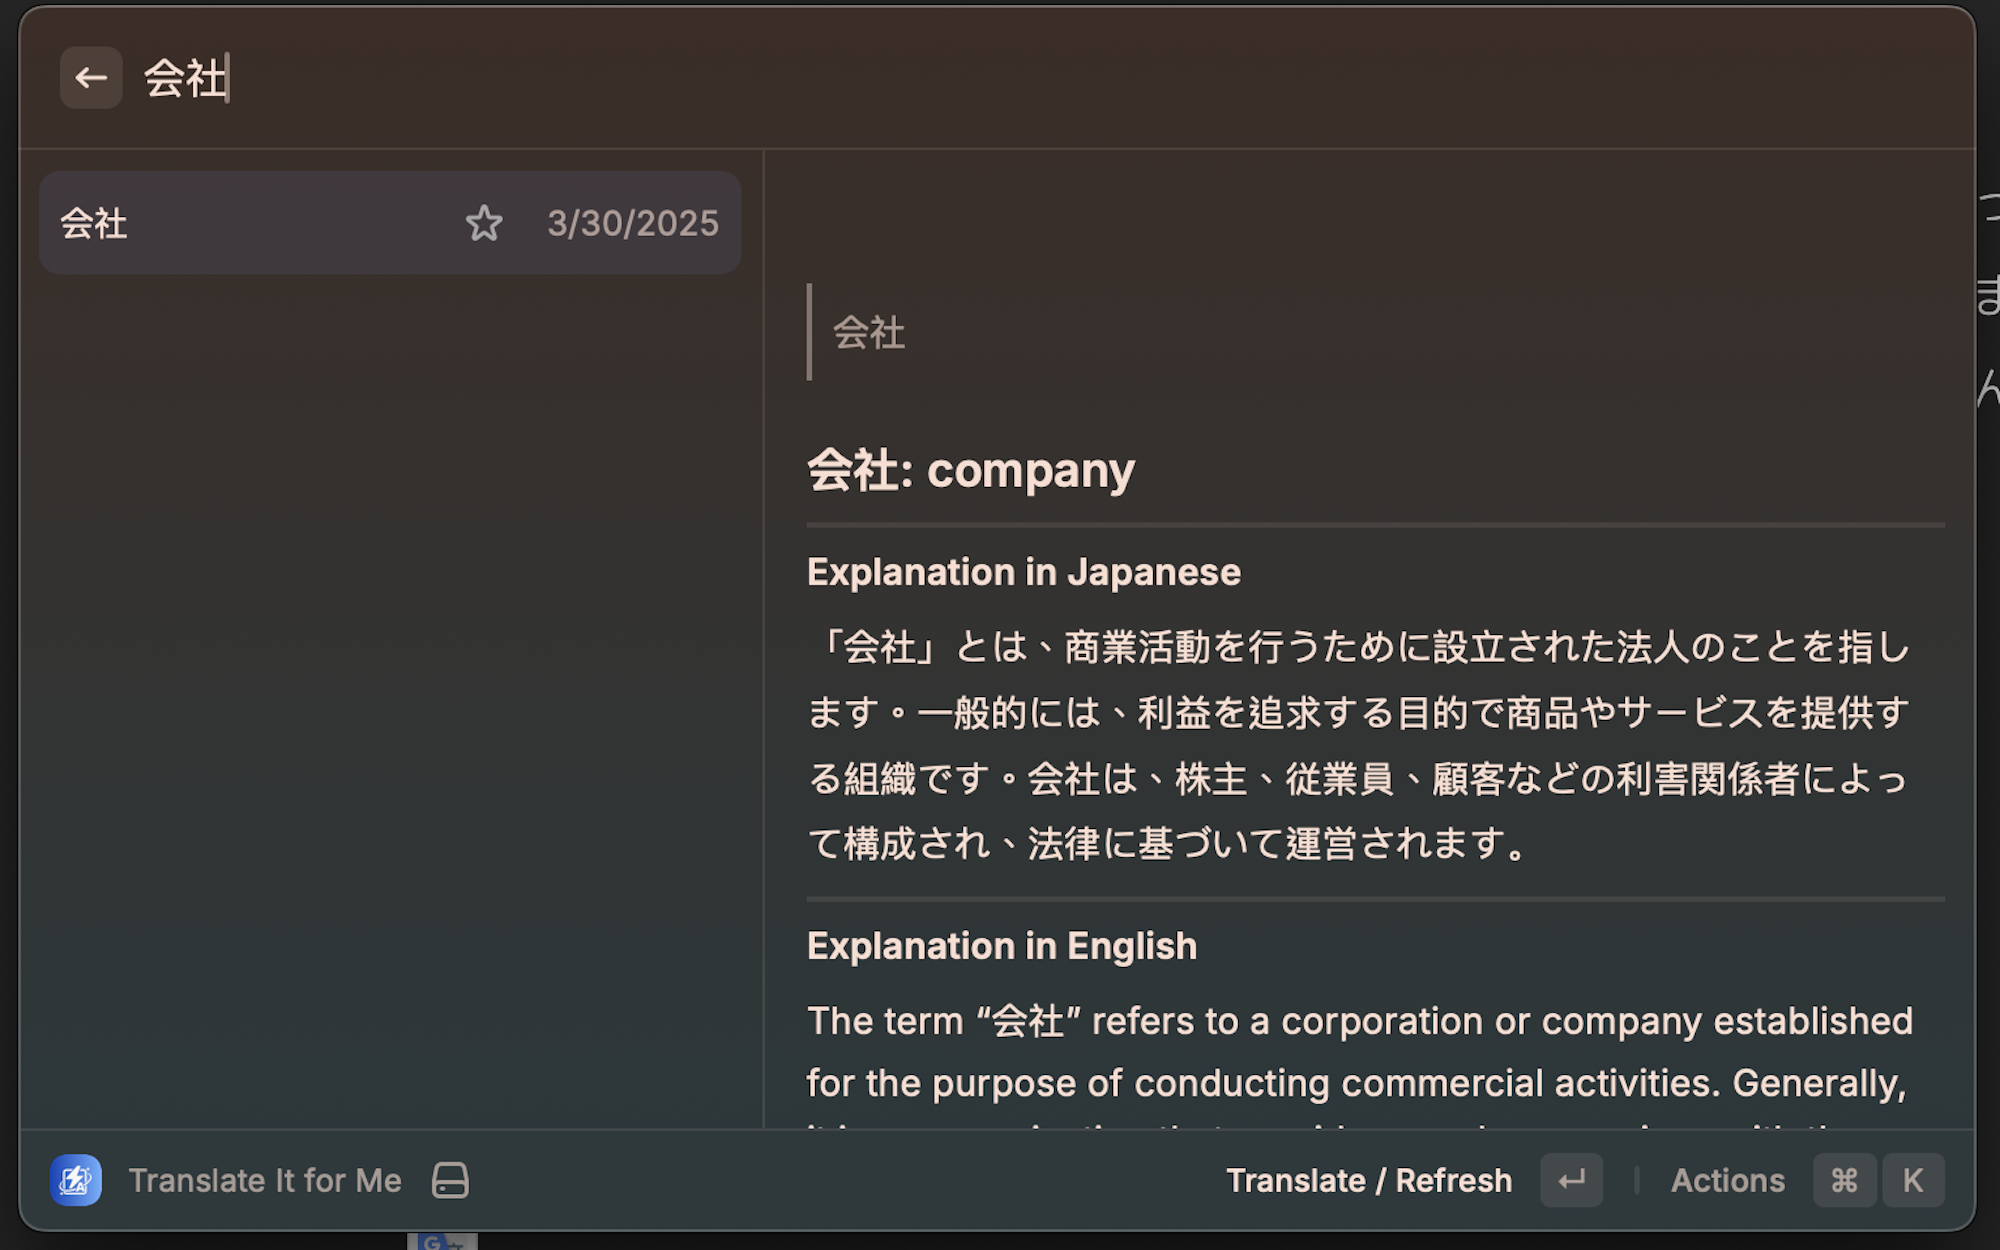 会社
会社 3/30/2025
会社
会社: company
Explanation in Japanese
「会社」とは、商業活動を行うために設立された法人のことを指し
ます。一般的には、利益を追求する目的で商品やサービスを提供す
る組織です。会社は、株主、従業員、顧客などの利害関係者によっ
て構成され、法律に基づいて運営されます。
Explanation in English
The term “会社” refers to a corporation or company established
for the purpose of conducting commercial activities. Generally,
Translate It for Me
Translate / Refresh
Actions ⌘ K